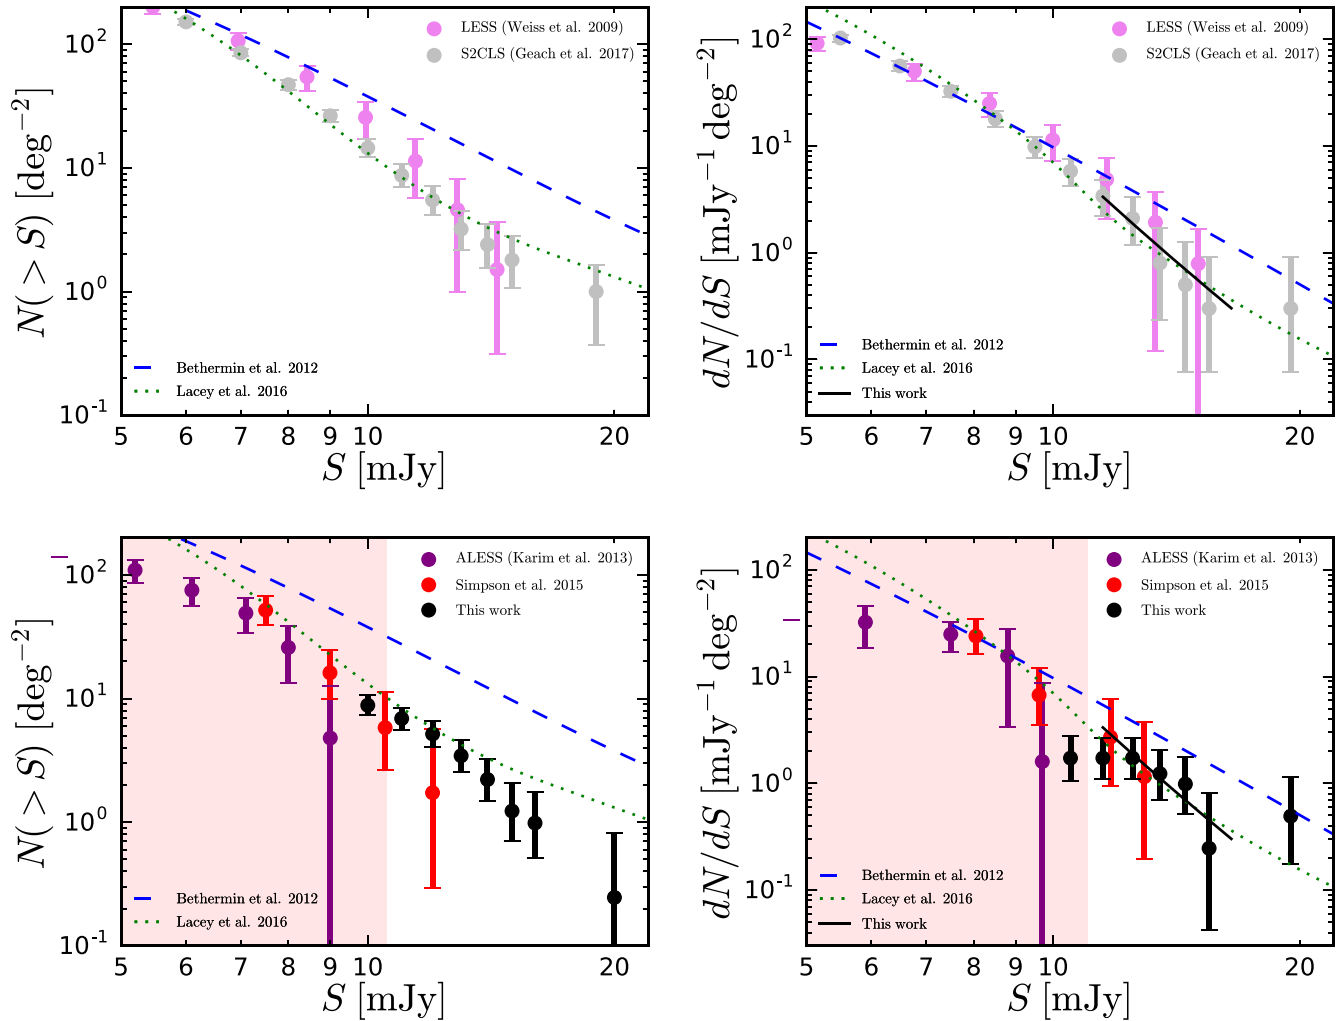 LESS (Weiss et al. 2009)
S2CLS (Geach et al. 2017)
10^2
10^1
10^0
10^-1
N(> S) [deg^-2]
Bethermin et al. 2012
Lacey et al. 2016
5 6 7 8 9 10 20
S [mJy]
LESS (Weiss et al. 2009)
S2CLS (Geach et al. 2017)
10^2
10^1
10^0
10^-1
dN/dS [mJy^-1 deg^-2]
Bethermin et al. 2012
Lacey et al. 2016
This work
5 6 7 8 9 10 20
S [mJy]
ALESS (Karim et al. 2013)
Simpson et al. 2015
This work
10^2
10^1
10^0
10^-1
N(> S) [deg^-2]
Bethermin et al. 2012
Lacey et al. 2016
5 6 7 8 9 10 20
S [mJy]
ALESS (Karim et al. 2013)
Simpson et al. 2015
This work
10^2
10^1
10^0
10^-1
dN/dS [mJy^-1 deg^-2]
Bethermin et al. 2012
Lacey et al. 2016
This work
5 6 7 8 9 10 20
S [mJy]